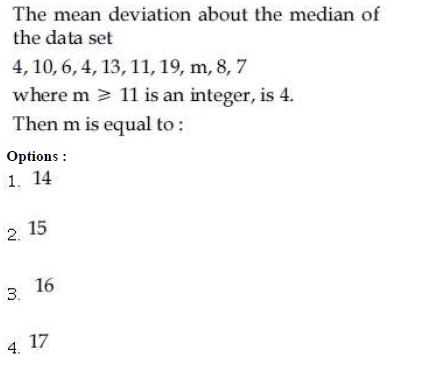 The mean deviation about the median of
the data set
4, 10, 6, 4, 13, 11, 19, m, 8, 7
where m ⩾ 11 is an integer, is 4.
Then m is equal to :
Options :
1. 14
2. 15
3. 16
4. 17